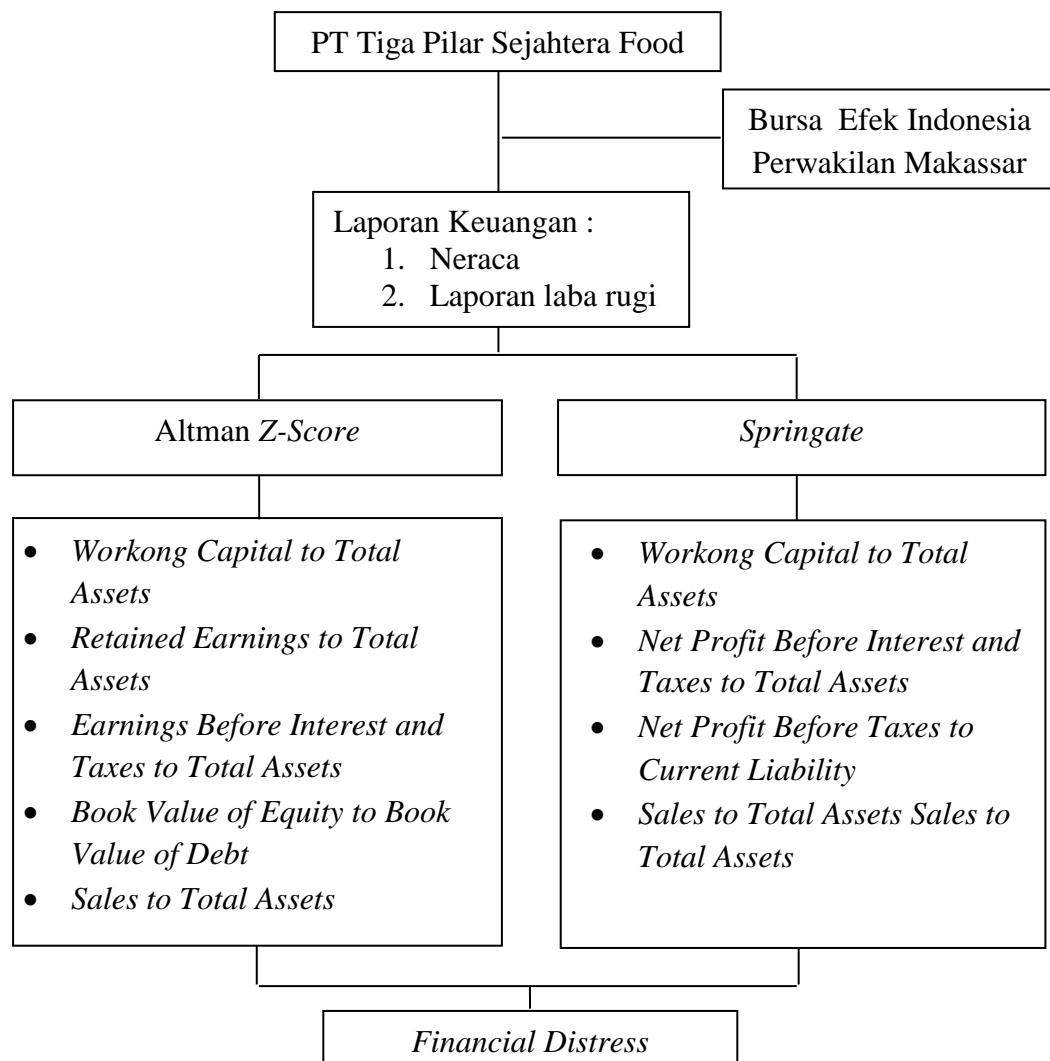 PT Tiga Pilar Sejahtera Food
Bursa Efek Indonesia
Perwakilan Makassar
Laporan Keuangan :
1. Neraca
2. Laporan laba rugi
Altman Z-Score
Springate
• Workong Capital to Total
Assets
• Retained Earnings to Total
Assets
• Earnings Before Interest and
Taxes to Total Assets
• Book Value of Equity to Book
Value of Debt
• Sales to Total Assets
• Workong Capital to Total
Assets
• Net Profit Before Interest and
Taxes to Total Assets
• Net Profit Before Taxes to
Current Liability
• Sales to Total Assets Sales to
Total Assets
Financial Distress